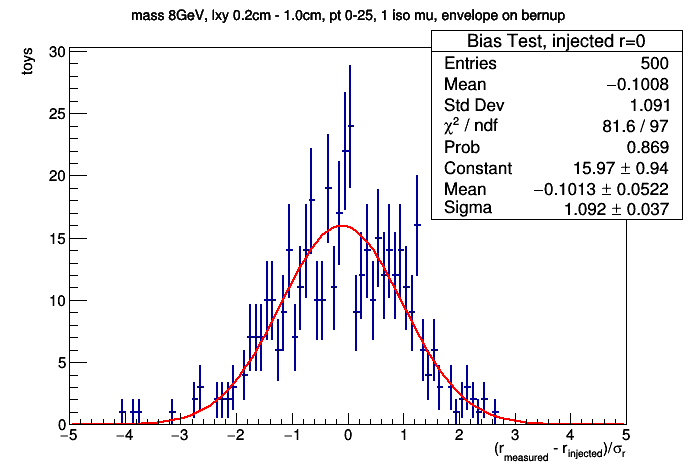 mass 8GeV, lxy 0.2cm - 1.0cm, pt 0-25, 1 iso mu, envelope on bernup
Bias Test, injected r=0
Entries 500
Mean −0.1008
Std Dev 1.091
χ² / ndf 81.6 / 97
Prob 0.869
Constant 15.97 ± 0.94
Mean −0.1013 ± 0.0522
Sigma 1.092 ± 0.037
toys
30
25
20
15
10
5
0
−5 −4 −3 −2 −1 0 1 2 3 4 5
(r_measured - r_injected)/σ_r